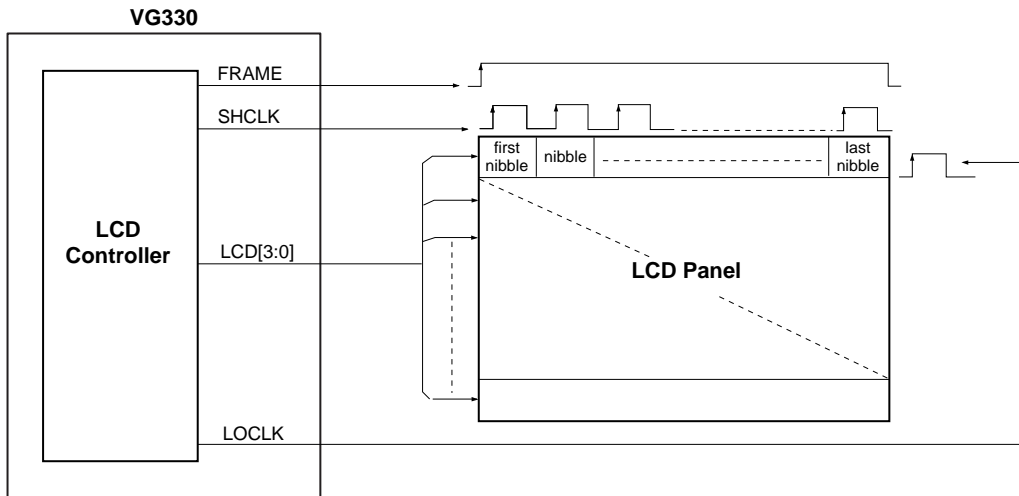 VG330
FRAME
SHCLK
first
nibble
nibble
last
nibble
LCD
Controller
LCD[3:0]
LCD Panel
LOCLK